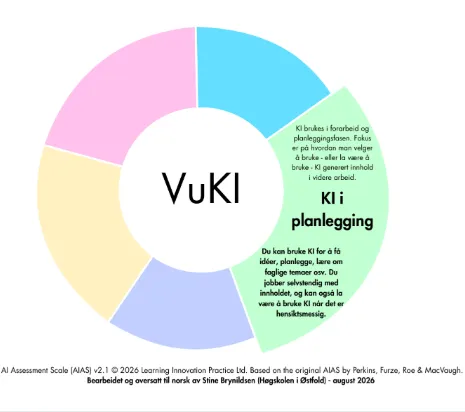 KI brukes i forarbeid og
planleggingsfasen. Fokus
er på hvordan man velger
å bruke - eller la være å
bruke - KI generert innhold
i videre arbeid.
KI i
planlegging
VuKI
Du kan bruke KI for å få
idéer, planlegge, lære om
faglige temaer osv. Du
jobber selvstendig med
innholdet, og kan også la
være å bruke KI når det er
hensiktsmessig.
AI Assessment Scale (AIAS) v2.1 © 2026 Learning Innovation Practice Ltd. Based on the original AIAS by Perkins, Furze, Roe & MacVaugh.
Bearbeidet og oversatt til norsk av Stine Brynildsen (Høgskolen i Østfold) - august 2026